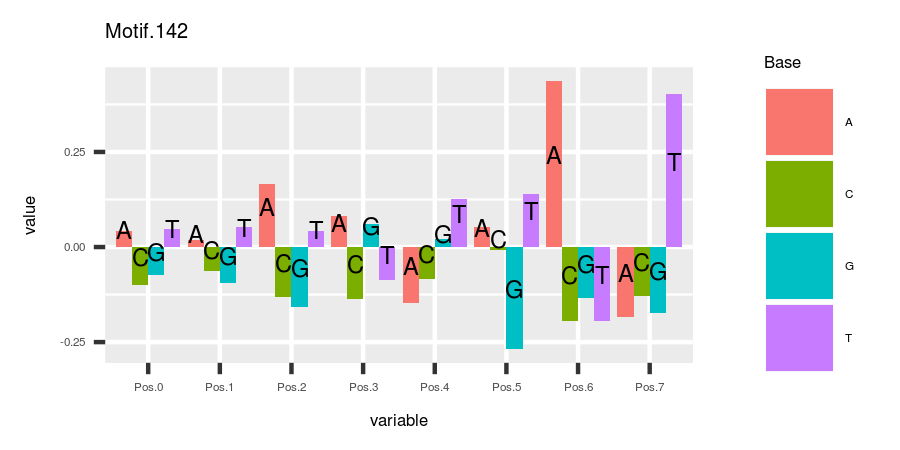 Motif.142
value
0.25
0.00
-0.25
A C G T A C G T A C G T A C G T A C G T A C G T A C G T A C G T
Pos.0 Pos.1 Pos.2 Pos.3 Pos.4 Pos.5 Pos.6 Pos.7
variable
Base
A
C
G
T